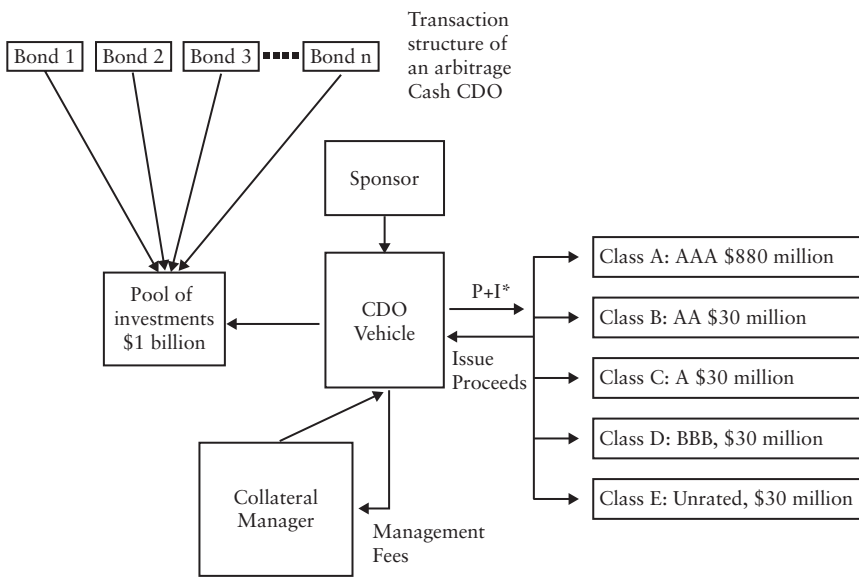 Transaction
structure of
an arbitrage
Cash CDO
Bond 1
Bond 2
Bond 3
Bond n
Sponsor
Pool of
investments
$1 billion
CDO
Vehicle
P+I*
Issue
Proceeds
Class A: AAA $880 million
Class B: AA $30 million
Class C: A $30 million
Class D: BBB, $30 million
Class E: Unrated, $30 million
Collateral
Manager
Management
Fees